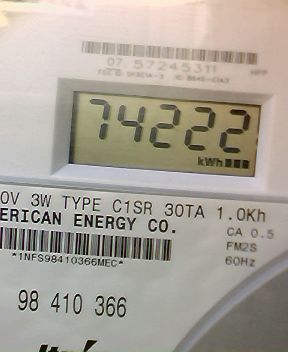 07 57245311 HPP
74222
kWh
0V 3W TYPE C1SR 30TA 1.0Kh
ERICAN ENERGY CO.
CA 0.5
FM2S
60Hz
*1NFS98410366MEC*
98 410 366